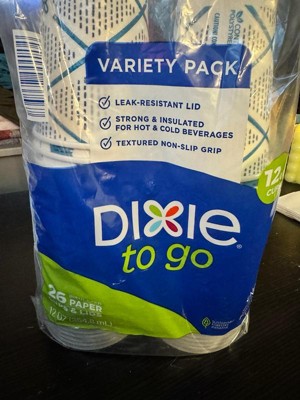 VARIETY PACK
LEAK-RESISTANT LID
STRONG & INSULATED
FOR HOT & COLD BEVERAGES
TEXTURED NON-SLIP GRIP
12
DIXIE
to go
26 PAPER
& LIDS